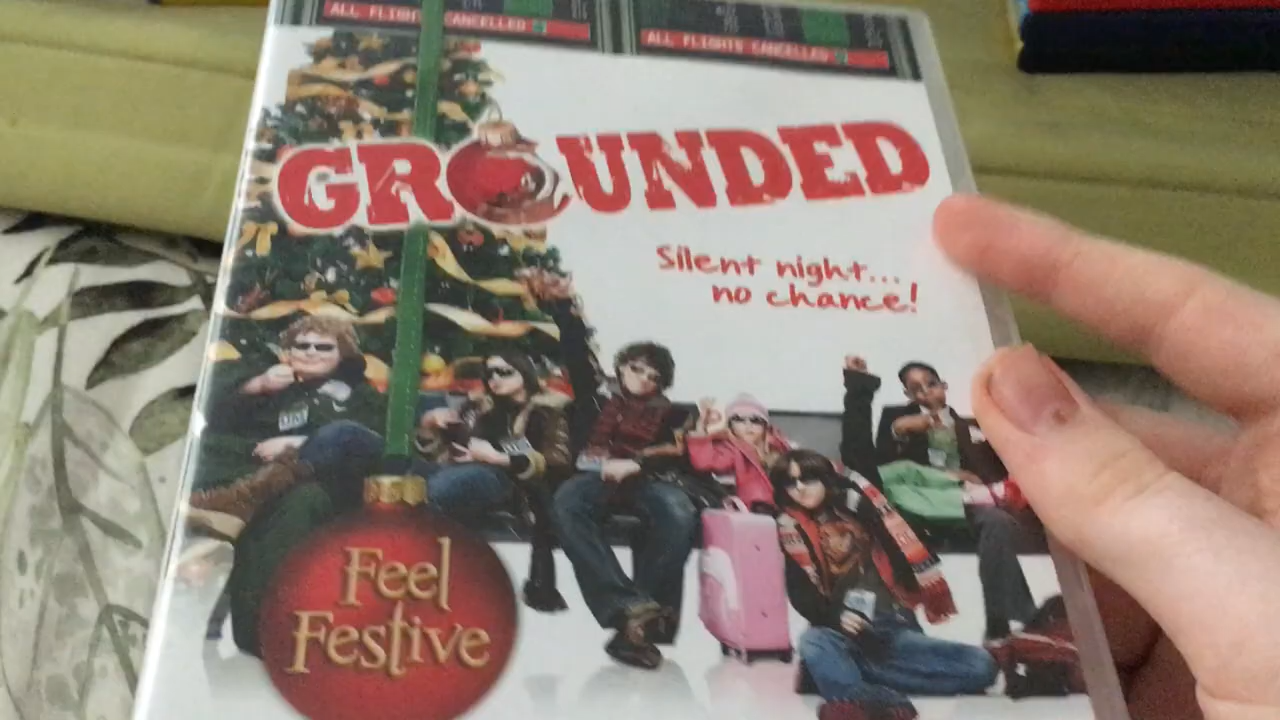 ALL FLIGHTS CANCELLED
ALL FLIGHTS CANCELLED
GROUNDED
Silent night...
no chance!
Feel
Festive